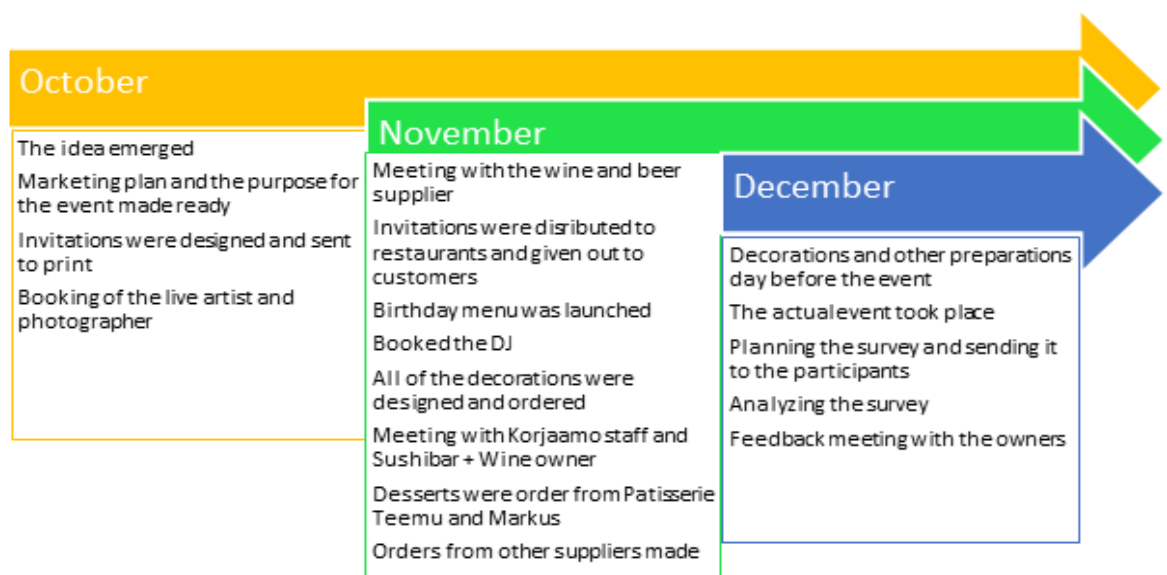 October
The idea emerged
Marketing plan and the purpose for
the event made ready
Invitations were designed and sent
to print
Booking of the live artist and
photographer
November
Meeting with the wine and beer
supplier
Invitations were disributed to
restaurants and given out to
customers
Birthday menu was launched
Booked the DJ
All of the decorations were
designed and ordered
Meeting with Korjaamo staff and
Sushibar + Wine owner
Desserts were order from Patisserie
Teemu and Markus
Orders from other suppliers made
December
Decorations and other preparations
day before the event
The actual event took place
Planning the survey and sending it
to the participants
Analyzing the survey
Feedback meeting with the owners